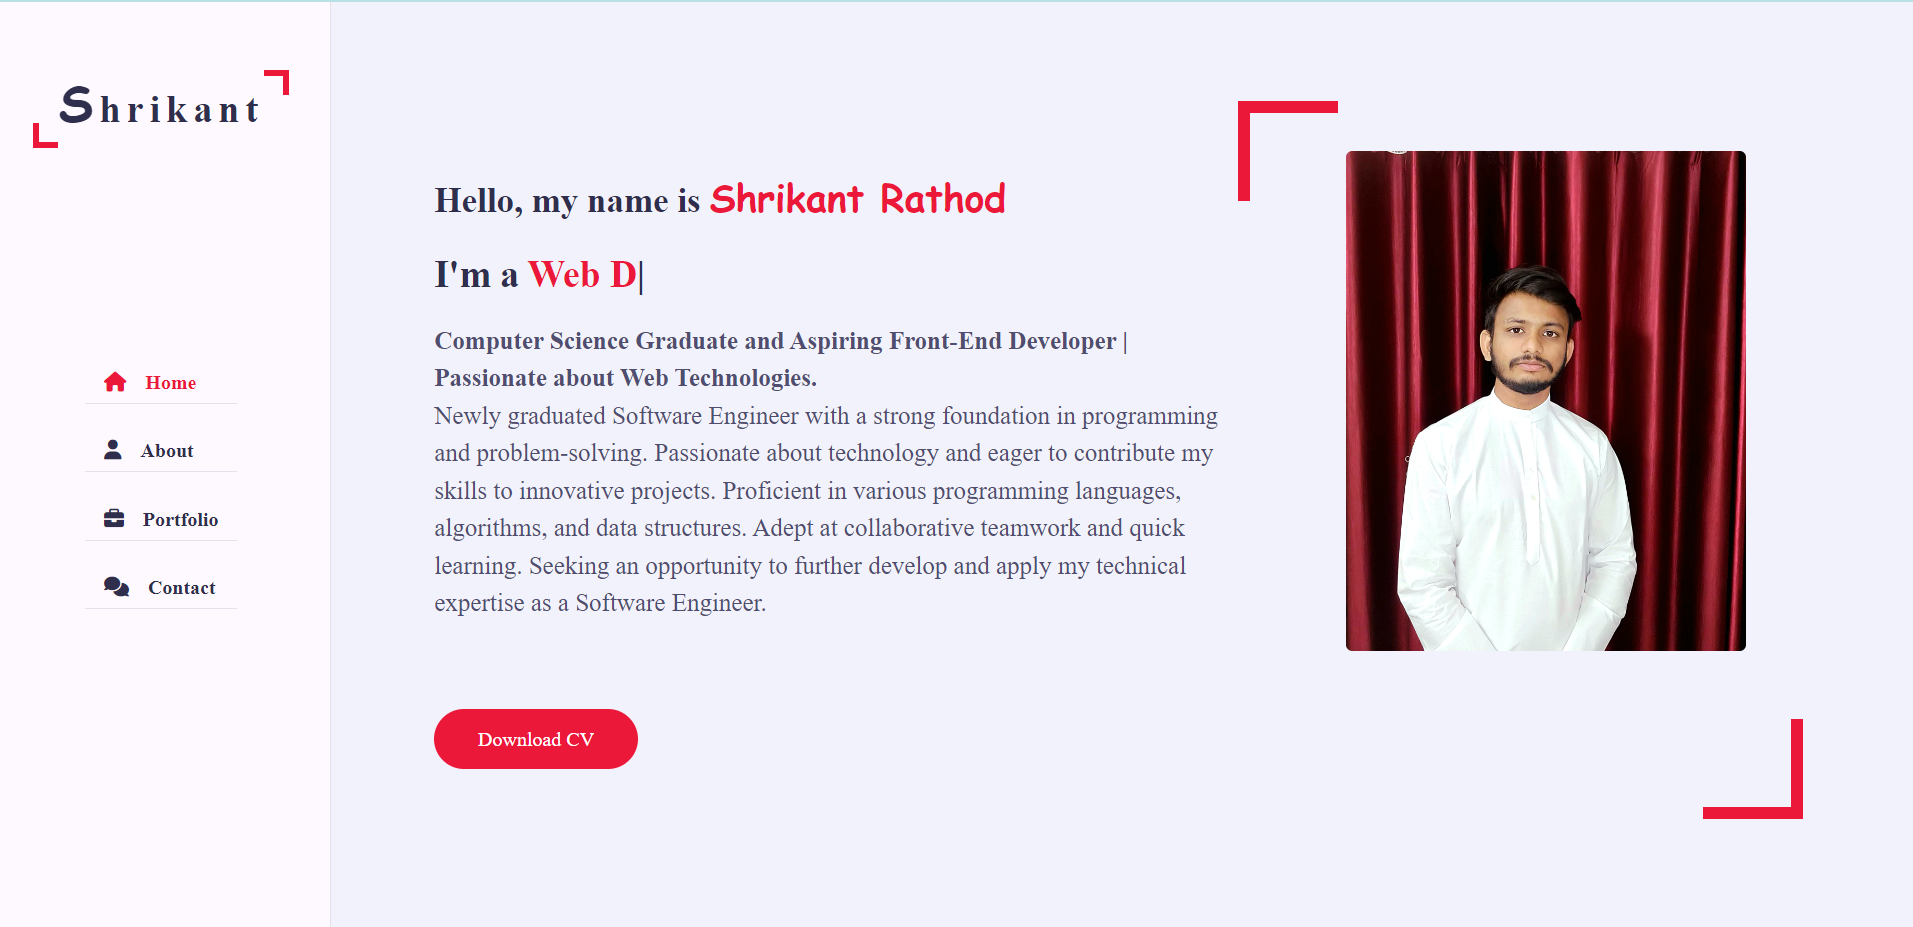 Shrikant
Home
About
Portfolio
Contact
Hello, my name is Shrikant Rathod
I'm a Web D|
Computer Science Graduate and Aspiring Front-End Developer |
Passionate about Web Technologies.
Newly graduated Software Engineer with a strong foundation in programming
and problem-solving. Passionate about technology and eager to contribute my
skills to innovative projects. Proficient in various programming languages,
algorithms, and data structures. Adept at collaborative teamwork and quick
learning. Seeking an opportunity to further develop and apply my technical
expertise as a Software Engineer.
Download CV